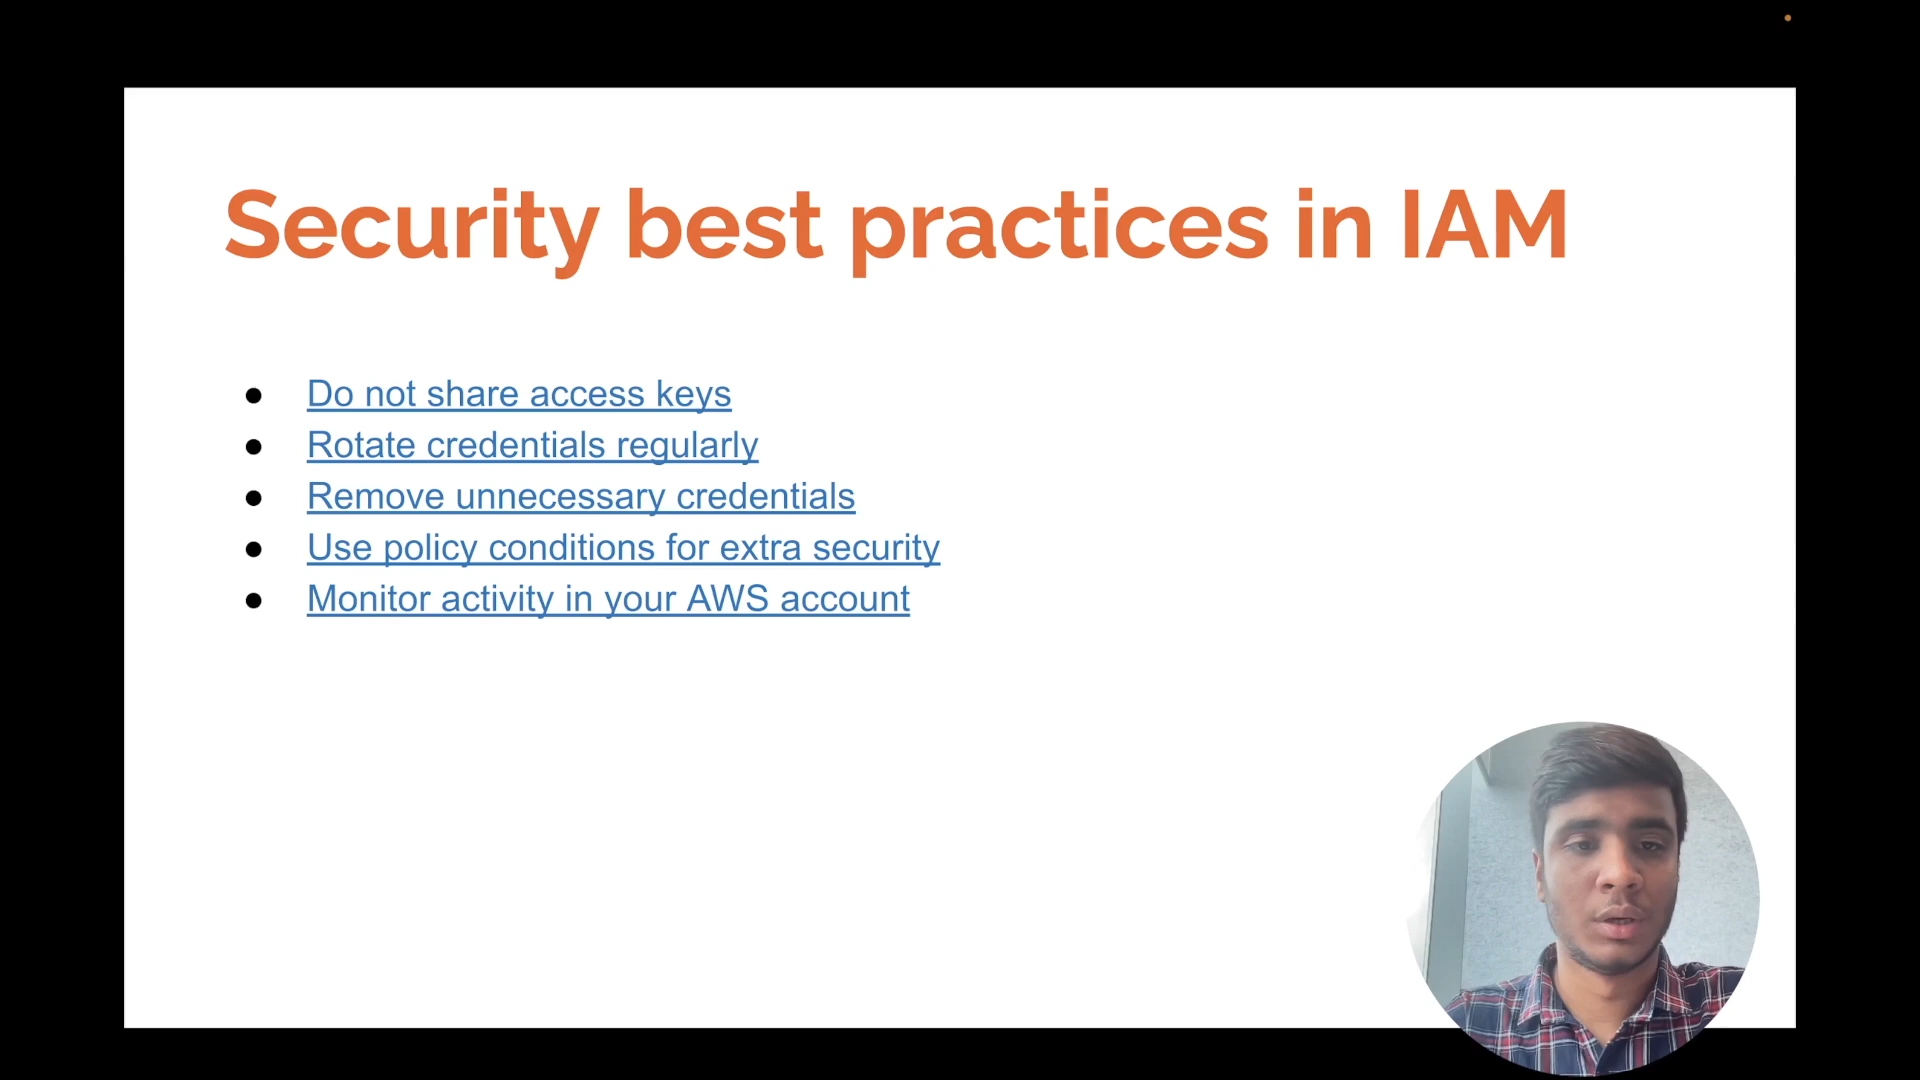 Security best practices in IAM
● Do not share access keys
● Rotate credentials regularly
● Remove unnecessary credentials
● Use policy conditions for extra security
● Monitor activity in your AWS account